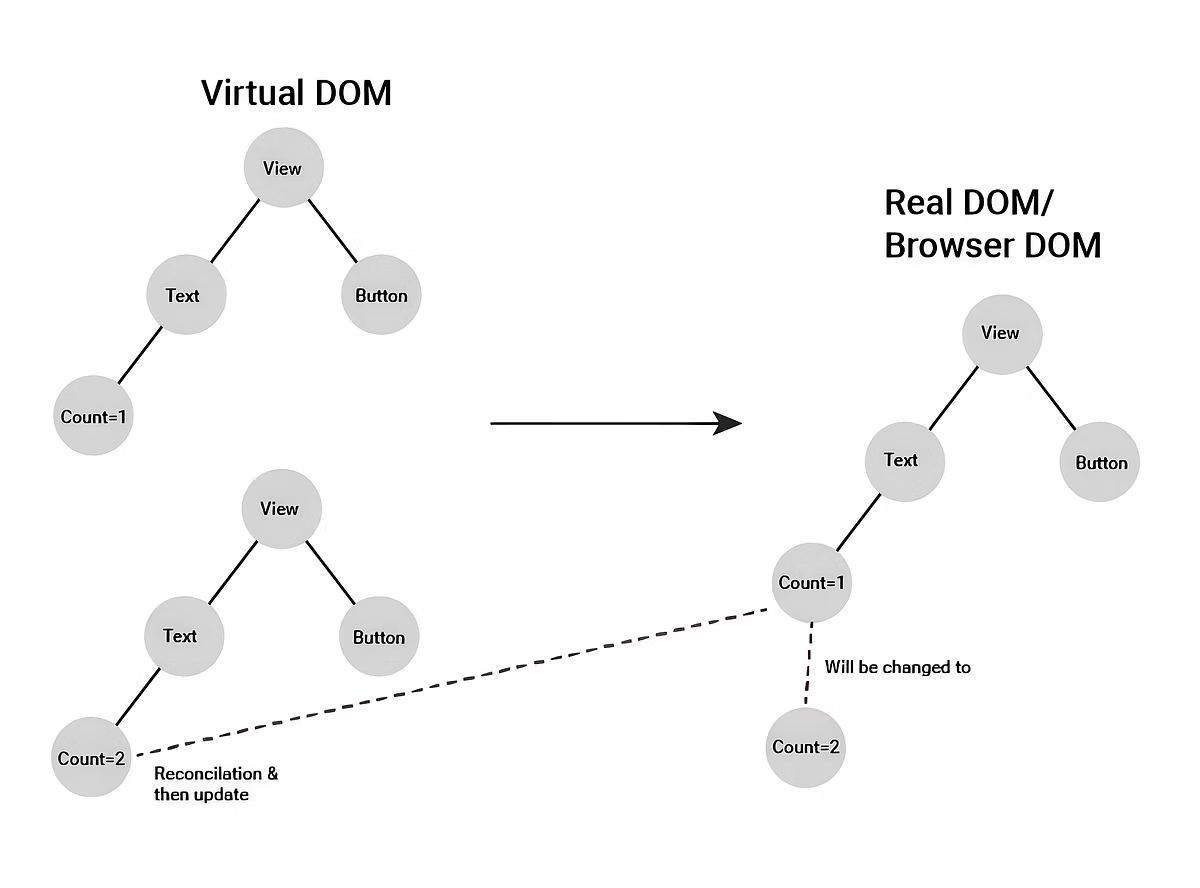 Virtual DOM
View
Text
Button
Count=1
View
Text
Button
Count=2
Reconcilation &
then update
Real DOM/
Browser DOM
View
Text
Button
Count=1
Will be changed to
Count=2